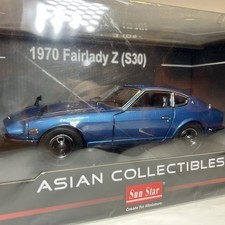 1970 Fairlady Z (S30)
ASIAN COLLECTIBLES
Sun Star